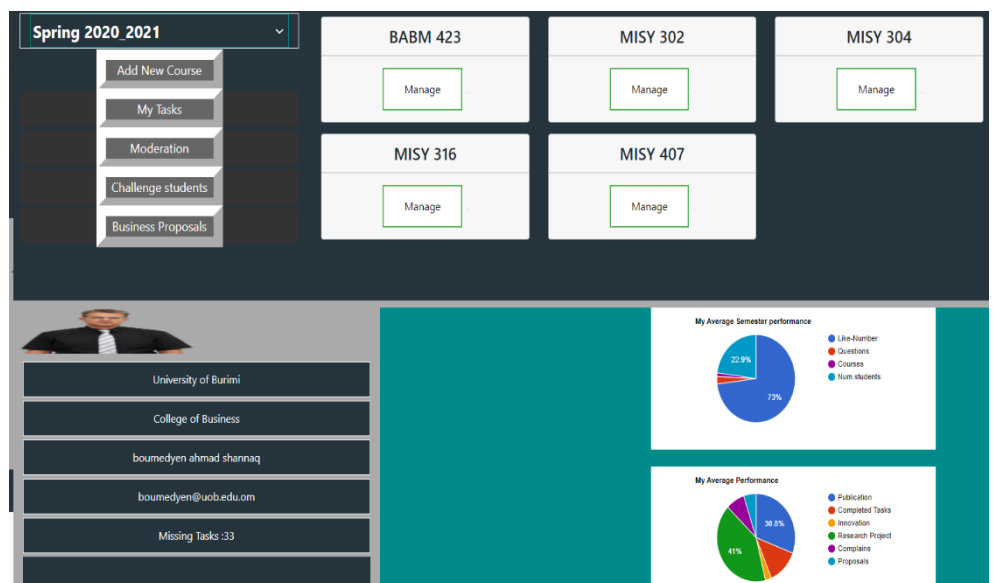 Spring 2020_2021
Add New Course
My Tasks
Moderation
Challenge students
Business Proposals
BABM 423
Manage
MISY 302
Manage
MISY 304
Manage
MISY 316
Manage
MISY 407
Manage
University of Burimi
College of Business
boumedyen ahmad shannaq
boumedyen@uob.edu.om
Missing Tasks :33
My Average Semester performance
22.9%
73%
Like-Number
Questions
Courses
Num.students
My Average Performance
30.8%
41%
Publication
Completed Tasks
Innovation
Research Project
Complains
Proposals